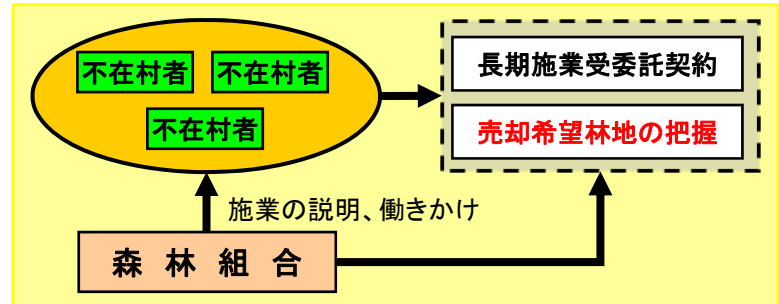 不在村者 不在村者
不在村者
長期施業受委託契約
売却希望林地の把握
施業の説明、働きかけ
森林組合